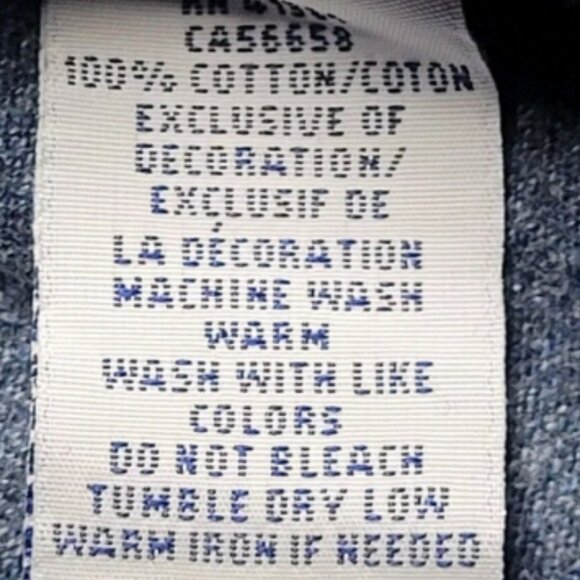 CA56658
100% COTTON/COTON
EXCLUSIVE OF
DECORATION/
EXCLUSIF DE
LA DÉCORATION
MACHINE WASH
WARM
WASH WITH LIKE
COLORS
DO NOT BLEACH
TUMBLE DRY LOW
WARM IRON IF NEEDED